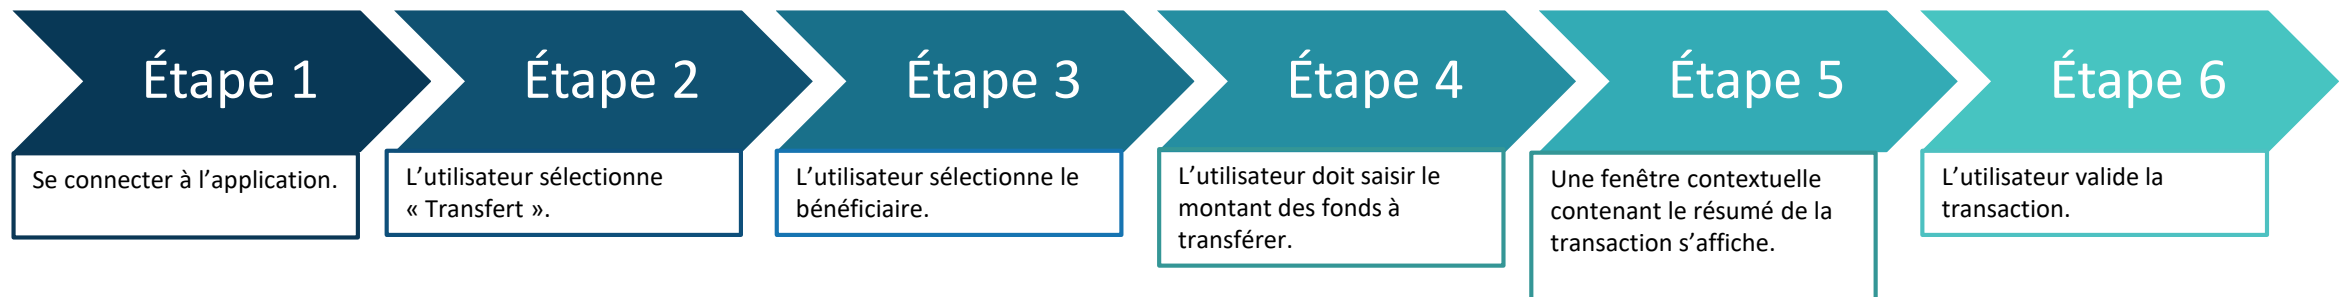 Étape 1
Étape 2
Étape 3
Étape 4
Étape 5
Étape 6
Se connecter à l’application.
L’utilisateur sélectionne
« Transfert ».
L’utilisateur sélectionne le
bénéficiaire.
L’utilisateur doit saisir le
montant des fonds à
transférer.
Une fenêtre contextuelle
contenant le résumé de la
transaction s’affiche.
L’utilisateur valide la
transaction.